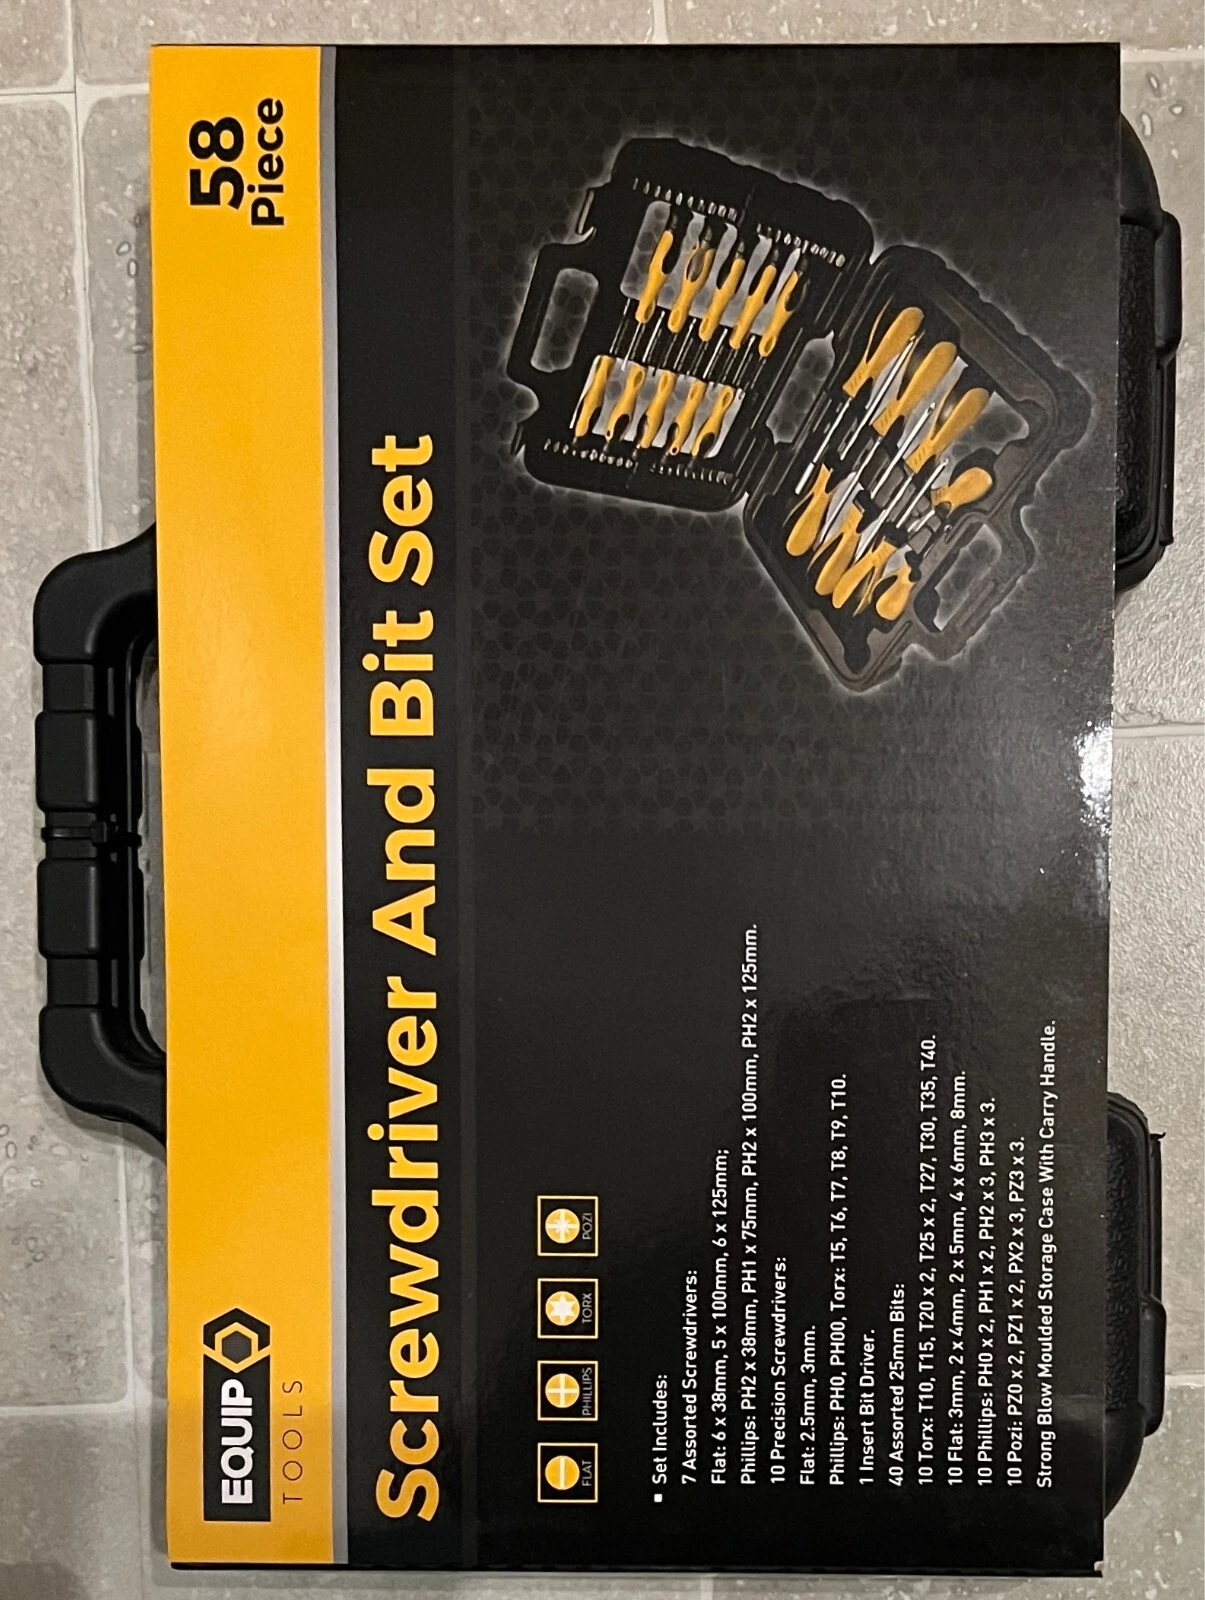 EQUIP
TOOLS
58
Piece
Screwdriver And Bit Set
FLAT
PHILLIPS
TORX
POZI
▪ Set Includes:
7 Assorted Screwdrivers:
Flat: 6 x 38mm, 5 x 100mm, 6 x 125mm;
Phillips: PH2 x 38mm, PH1 x 75mm, PH2 x 100mm, PH2 x 125mm.
10 Precision Screwdrivers:
Flat: 2.5mm, 3mm.
Phillips: PH0, PH00, Torx: T5, T6, T7, T8, T9, T10.
1 Insert Bit Driver.
40 Assorted 25mm Bits:
10 Torx: T10, T15, T20 x 2, T25 x 2, T27, T30, T35, T40.
10 Flat: 3mm, 2 x 4mm, 2 x 5mm, 4 x 6mm, 8mm.
10 Phillips: PH0 x 2, PH1 x 2, PH2 x 3, PH3 x 3.
10 Pozi: PZ0 x 2, PZ1 x 2, PX2 x 3, PZ3 x 3.
Strong Blow Moulded Storage Case With Carry Handle.